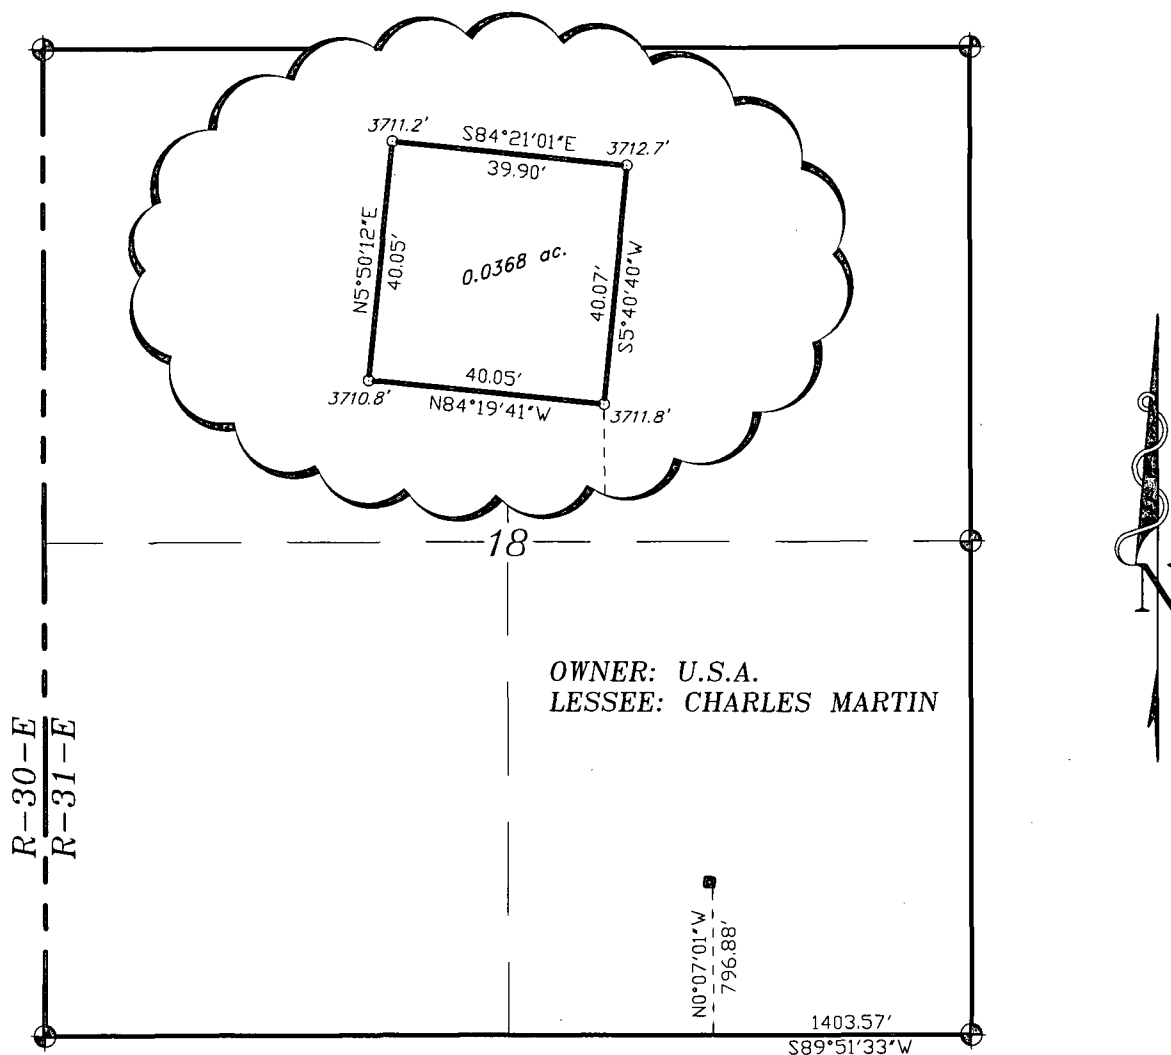 3711.2'
S84°21'01"E
3712.7'
39.90'
N5°50'12"E
40.05'
0.0368 ac.
40.07'
S5°40'40"W
40.05'
3710.8'
N84°19'41"W
3711.8'
18
OWNER: U.S.A.
LESSEE: CHARLES MARTIN
R-30-E
R-31-E
N0°07'01"W
796.88'
1403.57'
S89°51'33"W